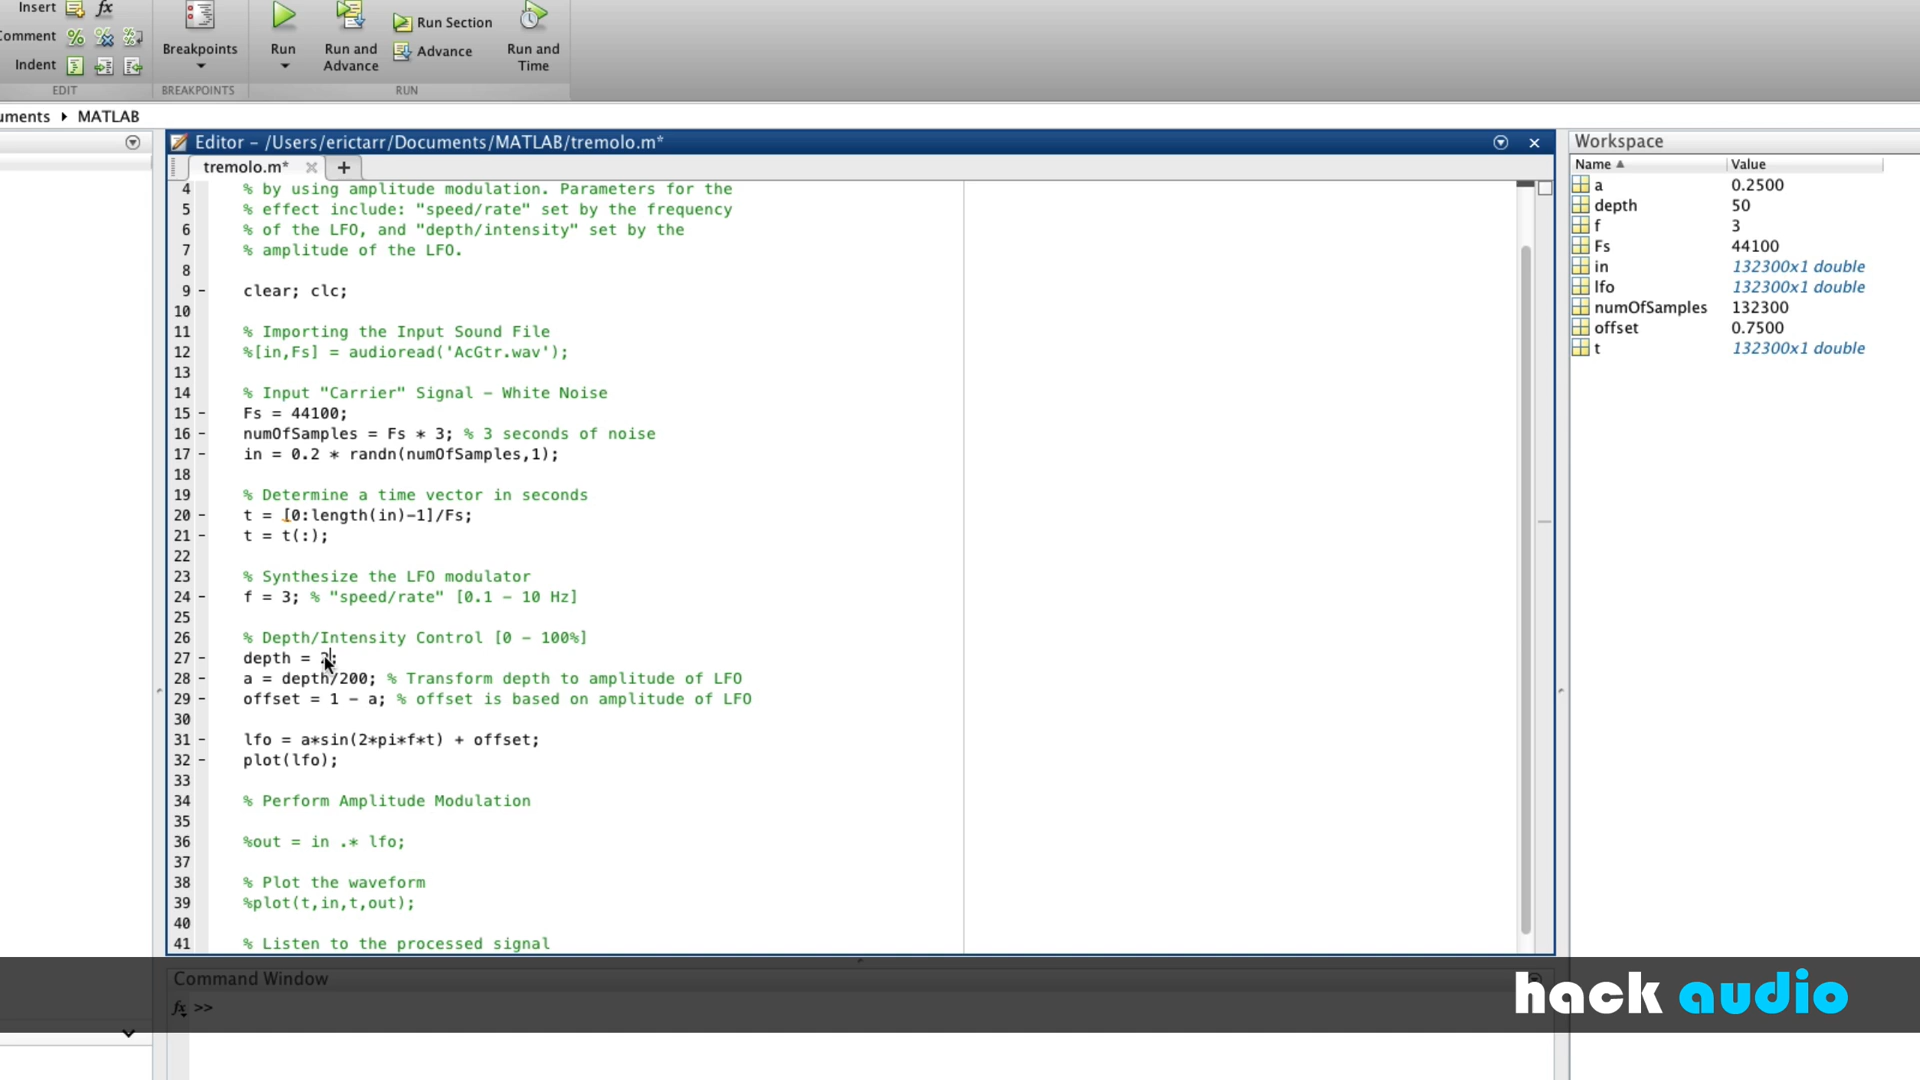 Insert
Comment
Indent
EDIT
Breakpoints
BREAKPOINTS
Run
Run and Advance
Run Section
Advance
Run and Time
RUN
uments ▸ MATLAB
Editor – /Users/erictarr/Documents/MATLAB/tremolo.m*
tremolo.m*
4 % by using amplitude modulation. Parameters for the
5 % effect include: "speed/rate" set by the frequency
6 % of the LFO, and "depth/intensity" set by the
7 % amplitude of the LFO.
8
9 – clear; clc;
10
11 % Importing the Input Sound File
12 %[in,Fs] = audioread('AcGtr.wav');
13
14 % Input "Carrier" Signal – White Noise
15 – Fs = 44100;
16 – numOfSamples = Fs * 3; % 3 seconds of noise
17 – in = 0.2 * randn(numOfSamples,1);
18
19 % Determine a time vector in seconds
20 – t = [0:length(in)-1]/Fs;
21 – t = t(:);
22
23 % Synthesize the LFO modulator
24 – f = 3; % "speed/rate" [0.1 – 10 Hz]
25
26 % Depth/Intensity Control [0 – 100%]
27 – depth = ;
28 – a = depth/200; % Transform depth to amplitude of LFO
29 – offset = 1 - a; % offset is based on amplitude of LFO
30
31 – lfo = a*sin(2*pi*f*t) + offset;
32 – plot(lfo);
33
34 % Perform Amplitude Modulation
35
36 %out = in .* lfo;
37
38 % Plot the waveform
39 %plot(t,in,t,out);
40
41 % Listen to the processed signal
Command Window
fx >>
Workspace
Name Value
a 0.2500
depth 50
f 3
Fs 44100
in 132300x1 double
lfo 132300x1 double
numOfSamples 132300
offset 0.7500
t 132300x1 double
hack audio